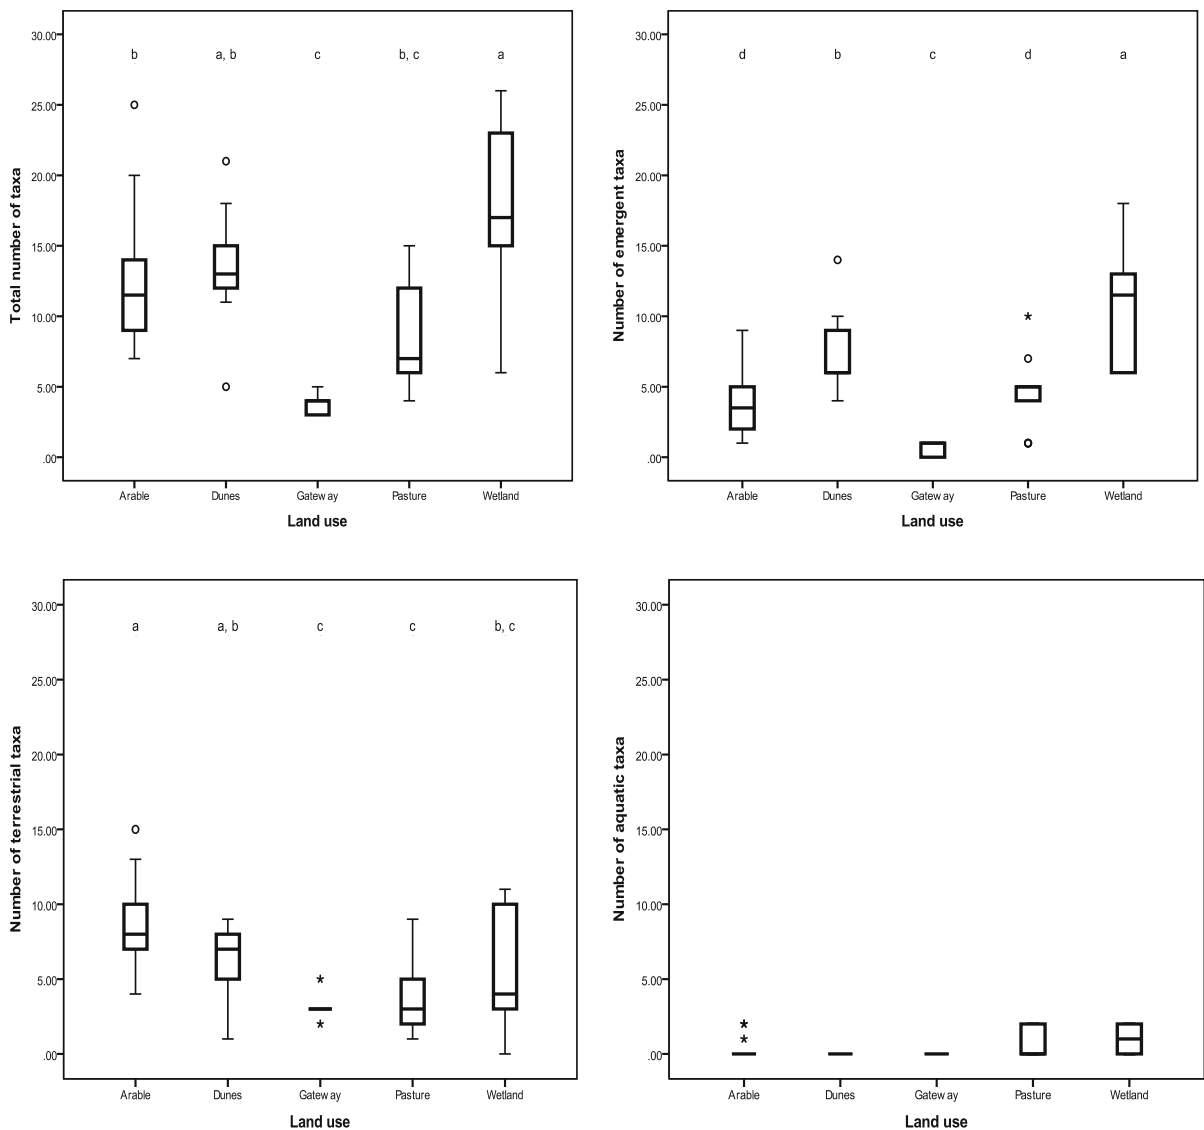 Total number of taxa
30.00
25.00
20.00
15.00
10.00
5.00
.00
b
a, b
c
b, c
a
Arable
Dunes
Gateway
Pasture
Wetland
Land use
Number of emergent taxa
30.00
25.00
20.00
15.00
10.00
5.00
.00
d
b
c
d
a
Arable
Dunes
Gateway
Pasture
Wetland
Land use
Number of terrestrial taxa
30.00
25.00
20.00
15.00
10.00
5.00
.00
a
a, b
c
c
b, c
Arable
Dunes
Gateway
Pasture
Wetland
Land use
Number of aquatic taxa
30.00
25.00
20.00
15.00
10.00
5.00
.00
Arable
Dunes
Gateway
Pasture
Wetland
Land use